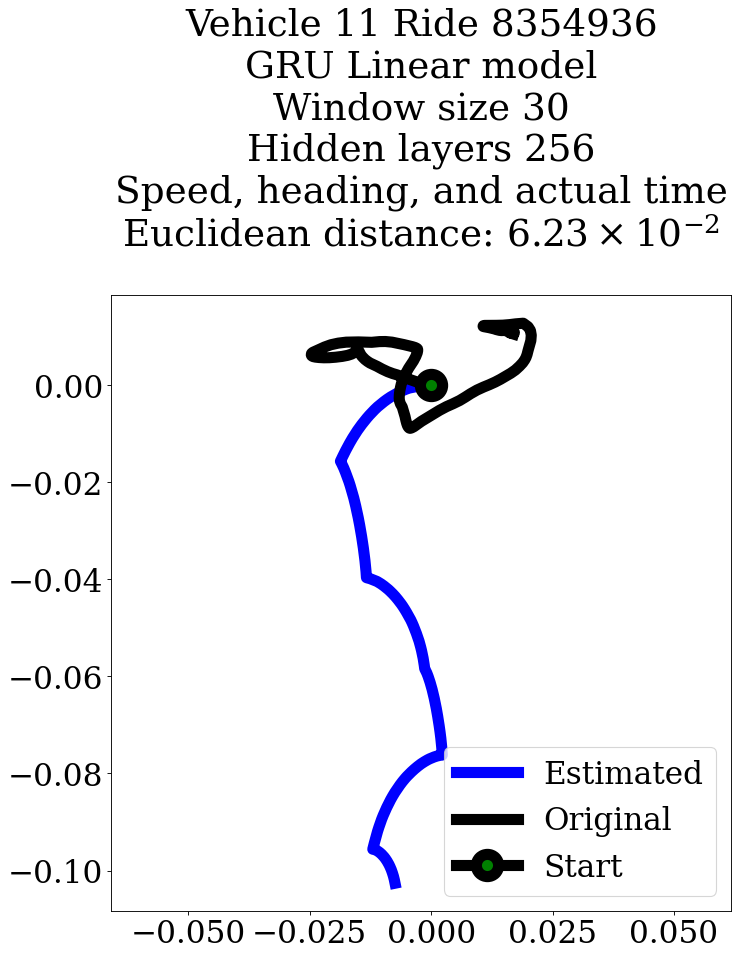 Vehicle 11 Ride 8354936
GRU Linear model
Window size 30
Hidden layers 256
Speed, heading, and actual time
Euclidean distance: 6.23 × 10⁻²
0.00
−0.02
−0.04
−0.06
−0.08
−0.10
Estimated
Original
Start
−0.050 −0.025 0.000 0.025 0.050